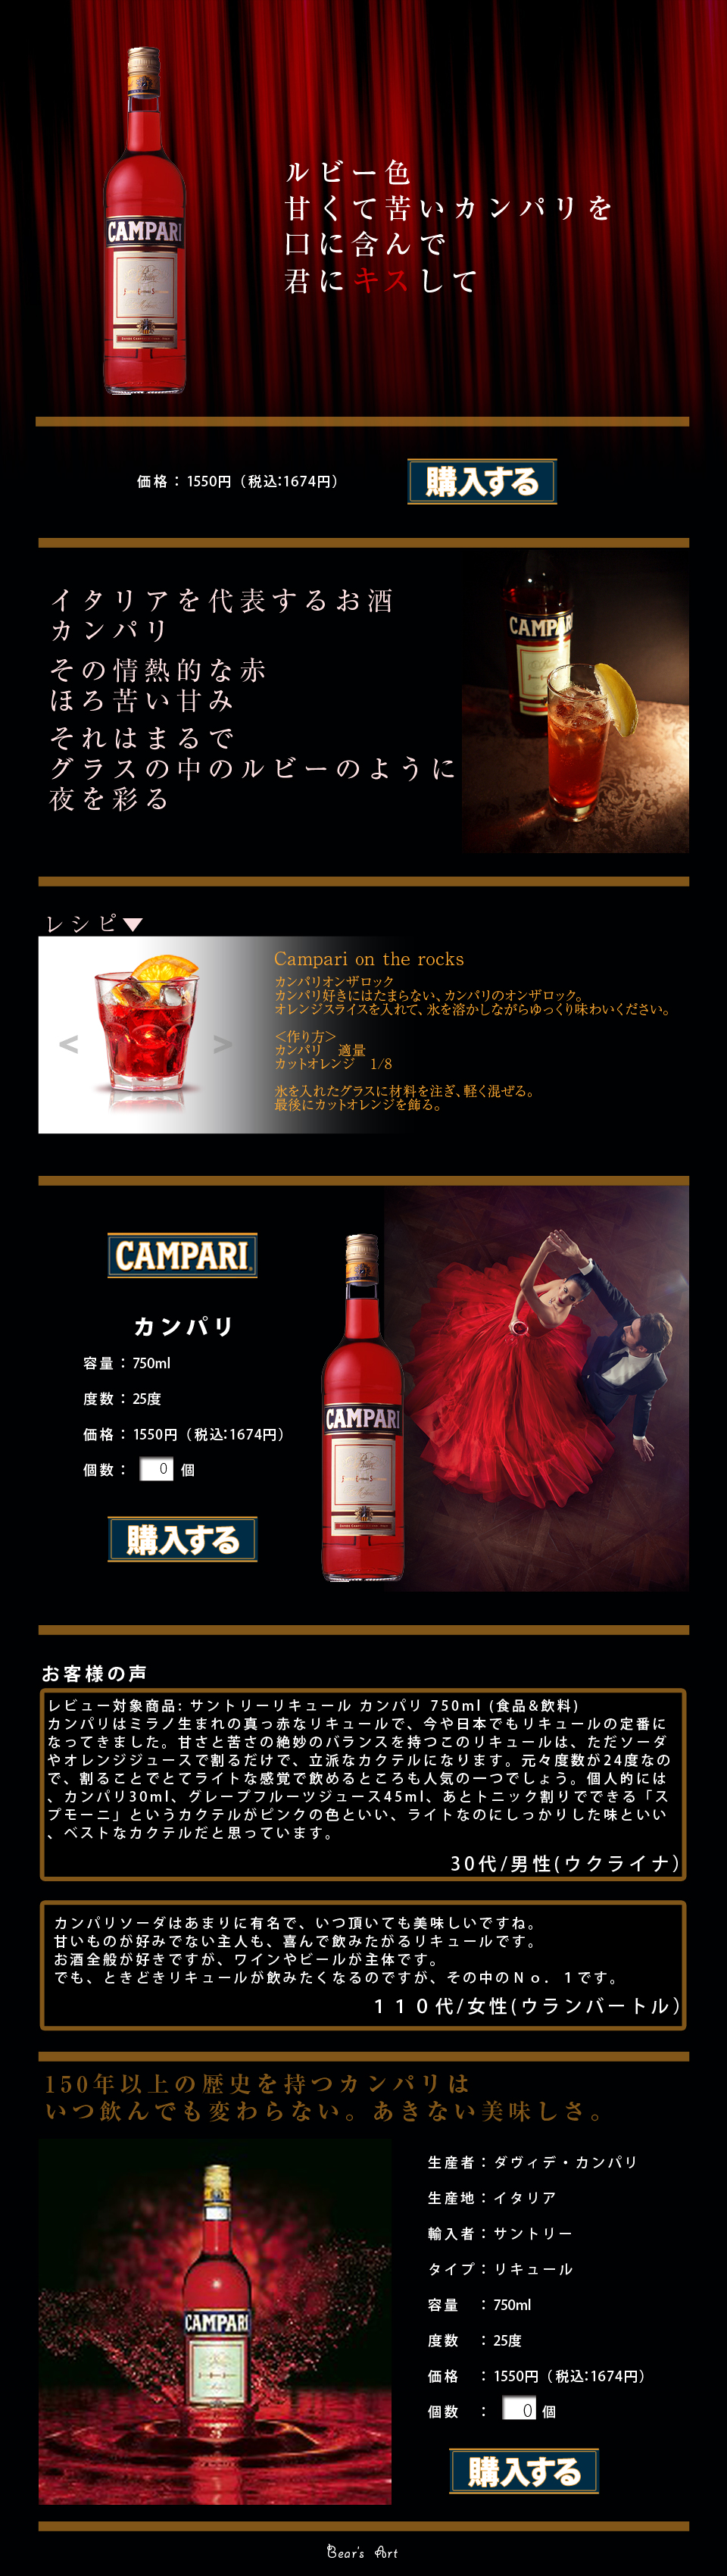 CAMPARI
ルビー色
甘くて苦いカンパリを
口に含んで
君にキスして
価格：1550円（税込:1674円）
購入する
イタリアを代表するお酒
カンパリ
その情熱的な赤
ほろ苦い甘み
それはまるで
グラスの中のルビーのように
夜を彩る
CAMPARI
レシピ▼
Campari on the rocks
カンパリオンザロック
カンパリ好きにはたまらない、カンパリのオンザロック。
オレンジスライスを入れて、氷を溶かしながらゆっくり味わいください。
＜作り方＞
カンパリ　適量
カットオレンジ　1/8
氷を入れたグラスに材料を注ぎ、軽く混ぜる。
最後にカットオレンジを飾る。
< >
CAMPARI
カンパリ
容量：750ml
度数：25度
価格：1550円（税込:1674円）
個数： 0 個
購入する
CAMPARI
お客様の声
レビュー対象商品: サントリーリキュール カンパリ 750ml (食品&飲料)
カンパリはミラノ生まれの真っ赤なリキュールで、今や日本でもリキュールの定番に
なってきました。甘さと苦さの絶妙のバランスを持つこのリキュールは、ただソーダ
やオレンジジュースで割るだけで、立派なカクテルになります。元々度数が24度なの
で、割ることでとてライトな感覚で飲めるところも人気の一つでしょう。個人的には
、カンパリ30ml、グレープフルーツジュース45ml、あとトニック割りでできる「ス
プモーニ」というカクテルがピンクの色といい、ライトなのにしっかりした味といい
、ベストなカクテルだと思っています。
30代/男性(ウクライナ)
カンパリソーダはあまりに有名で、いつ頂いても美味しいですね。
甘いものが好みでない主人も、喜んで飲みたがるリキュールです。
お酒全般が好きですが、ワインやビールが主体です。
でも、ときどきリキュールが飲みたくなるのですが、その中のＮｏ．１です。
１１０代/女性(ウランバートル)
150年以上の歴史を持つカンパリは
いつ飲んでも変わらない。あきない美味しさ。
CAMPARI
生産者：ダヴィデ・カンパリ
生産地：イタリア
輸入者：サントリー
タイプ：リキュール
容量　：750ml
度数　：25度
価格　：1550円（税込:1674円）
個数　： 0 個
購入する
Bear's Art